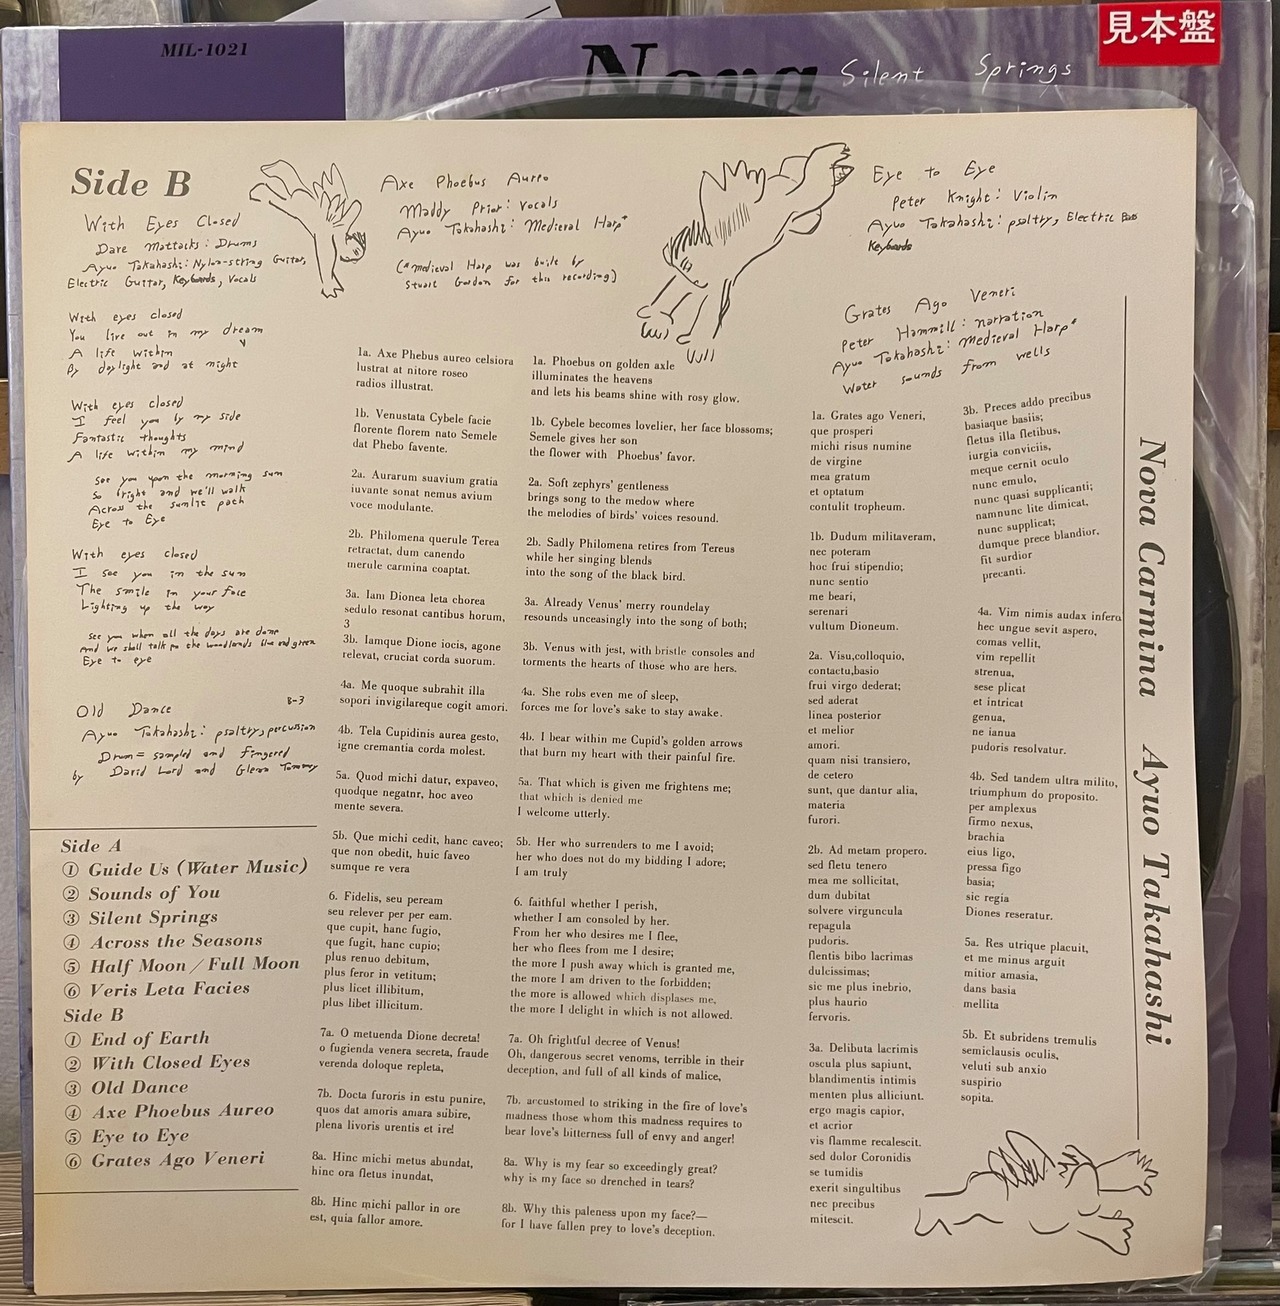 MIL-1021
Nova
Silent Springs
見本盤
Side B
With Eyes Closed
Dave Mattacks: Drums
Ayuo Takahashi: Nylon-string Guitar,
Electric Guitar, Keyboards, Vocals
With eyes closed
You live out in my dream
A life within
By daylight and at night
With eyes closed
I feel you by my side
Fantastic thoughts
A life within my mind
See you upon the morning sun
So bright and we'll walk
Across the sunlit path
Eye to Eye
With eyes closed
I see you in the sun
The smile in your face
Lighting up the way
See you when all the days are done
And we shall talk in the woodlands blue and green
Eye to eye
Old Dance B-3
Ayuo Takahashi: psaltry, percussion
Drum = sampled and fingered
by David Lord and Glenn Tommey
Side A
① Guide Us (Water Music)
② Sounds of You
③ Silent Springs
④ Across the Seasons
⑤ Half Moon / Full Moon
⑥ Veris Leta Facies
Side B
① End of Earth
② With Closed Eyes
③ Old Dance
④ Axe Phoebus Aureo
⑤ Eye to Eye
⑥ Grates Ago Veneri
Axe Phoebus Aureo
Maddy Prior: Vocals
Ayuo Takahashi: Medieval Harp*
(*medieval Harp was built by
Stuart Gordon for this recording)
1a. Axe Phebus aureo celsiora
lustrat at nitore roseo
radios illustrat.
1b. Venustata Cybele facie
florente florem nato Semele
dat Phebo favente.
2a. Aurarum suavium gratia
iuvante sonat nemus avium
voce modulante.
2b. Philomena querule Terea
retractat, dum canendo
merule carmina coaptat.
3a. Iam Dionea leta chorea
sedulo resonat cantibus horum,
3
3b. Iamque Dione iocis, agone
relevat, cruciat corda suorum.
4a. Me quoque subrahit illa
sopori invigilareque cogit amori.
4b. Tela Cupidinis aurea gesto,
igne cremantia corda molest.
5a. Quod michi datur, expaveo,
quodque negatnr, hoc aveo
mente severa.
5b. Que michi cedit, hanc caveo;
que non obedit, huic faveo
sumque re vera
6. Fidelis, seu peream
seu relever per per eam.
que cupit, hanc fugio,
que fugit, hanc cupio;
plus renuo debitum,
plus feror in vetitum;
plus licet illibitum,
plus libet illicitum.
7a. O metuenda Dione decreta!
o fugienda venera secreta, fraude
verenda doloque repleta,
7b. Docta furoris in estu punire,
quos dat amoris amara subire,
plena livoris urentis et ire!
8a. Hinc michi metus abundat,
hinc ora fletus inundat,
8b. Hinc michi pallor in ore
est, quia fallor amore.
1a. Phoebus on golden axle
illuminates the heavens
and lets his beams shine with rosy glow.
1b. Cybele becomes lovelier, her face blossoms;
Semele gives her son
the flower with Phoebus' favor.
2a. Soft zephyrs' gentleness
brings song to the medow where
the melodies of birds' voices resound.
2b. Sadly Philomena retires from Tereus
while her singing blends
into the song of the black bird.
3a. Already Venus' merry roundelay
resounds unceasingly into the song of both;
3b. Venus with jest, with bristle consoles and
torments the hearts of those who are hers.
4a. She robs even me of sleep,
forces me for love's sake to stay awake.
4b. I bear within me Cupid's golden arrows
that burn my heart with their painful fire.
5a. That which is given me frightens me;
that which is denied me
I welcome utterly.
5b. Her who surrenders to me I avoid;
her who does not do my bidding I adore;
I am truly
6. faithful whether I perish,
whether I am consoled by her.
From her who desires me I flee,
her who flees from me I desire;
the more I push away which is granted me,
the more I am driven to the forbidden;
the more is allowed which displases me,
the more I delight in which is not allowed.
7a. Oh frightful decree of Venus!
Oh, dangerous secret venoms, terrible in their
deception, and full of all kinds of malice,
7b. accustomed to striking in the fire of love's
madness those whom this madness requires to
bear love's bitterness full of envy and anger!
8a. Why is my fear so exceedingly great?
why is my face so drenched in tears?
8b. Why this paleness upon my face?—
for I have fallen prey to love's deception.
Eye to Eye
Peter Knight: Violin
Ayuo Takahashi: psaltry, Electric Bass
Keyboards
Grates Ago Veneri
Peter Hammill: narration
Ayuo Takahashi: Medieval Harp*
Water sounds from wells
1a. Grates ago Veneri,
que prosperi
michi risus numine
de virgine
mea gratum
et optatum
contulit tropheum.
1b. Dudum militaveram,
nec poteram
hoc frui stipendio;
nunc sentio
me beari,
serenari
vultum Dioneum.
2a. Visu,colloquio,
contactu,basio
frui virgo dederat;
sed aderat
linea posterior
et melior
amori.
quam nisi transiero,
de cetero
sunt, que dantur alia,
materia
furori.
2b. Ad metam propero.
sed fletu tenero
mea me sollicitat,
dum dubitat
solvere virguncula
repagula
pudoris.
flentis bibo lacrimas
dulcissimas;
sic me plus inebrio,
plus haurio
fervoris.
3a. Delibuta lacrimis
oscula plus sapiunt,
blandimentis intimis
menten plus alliciunt.
ergo magis capior,
et acrior
vis flamme recalescit.
sed dolor Coronidis
se tumidis
exerit singultibus
nec precibus
mitescit.
3b. Preces addo precibus
basiaque basiis;
fletus illa fletibus,
iurgia conviciis,
meque cernit oculo
nunc emulo,
nunc quasi supplicanti;
namnunc lite dimicat,
nunc supplicat;
dumque prece blandior,
fit surdior
precanti.
4a. Vim nimis audax infero
hec ungue sevit aspero,
comas vellit,
vim repellit
strenua,
sese plicat
et intricat
genua,
ne ianua
pudoris resolvatur.
4b. Sed tandem ultra milito,
triumphum do proposito.
per amplexus
firmo nexus,
brachia
eius ligo,
pressa figo
basia;
sic regia
Diones reseratur.
5a. Res utrique placuit,
et me minus arguit
mitior amasia,
dans basia
mellita
5b. Et subridens tremulis
semiclausis oculis,
veluti sub anxio
suspirio
sopita.
Nova Carmina Ayuo Takahashi